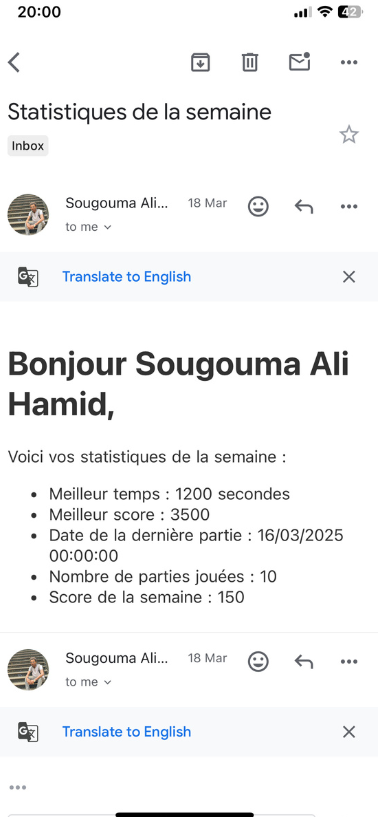 20:00
42
Statistiques de la semaine
Inbox
Sougouma Ali... 18 Mar
to me
Translate to English
Bonjour Sougouma Ali
Hamid,
Voici vos statistiques de la semaine :
• Meilleur temps : 1200 secondes
• Meilleur score : 3500
• Date de la dernière partie : 16/03/2025
00:00:00
• Nombre de parties jouées : 10
• Score de la semaine : 150
Sougouma Ali... 18 Mar
to me
Translate to English